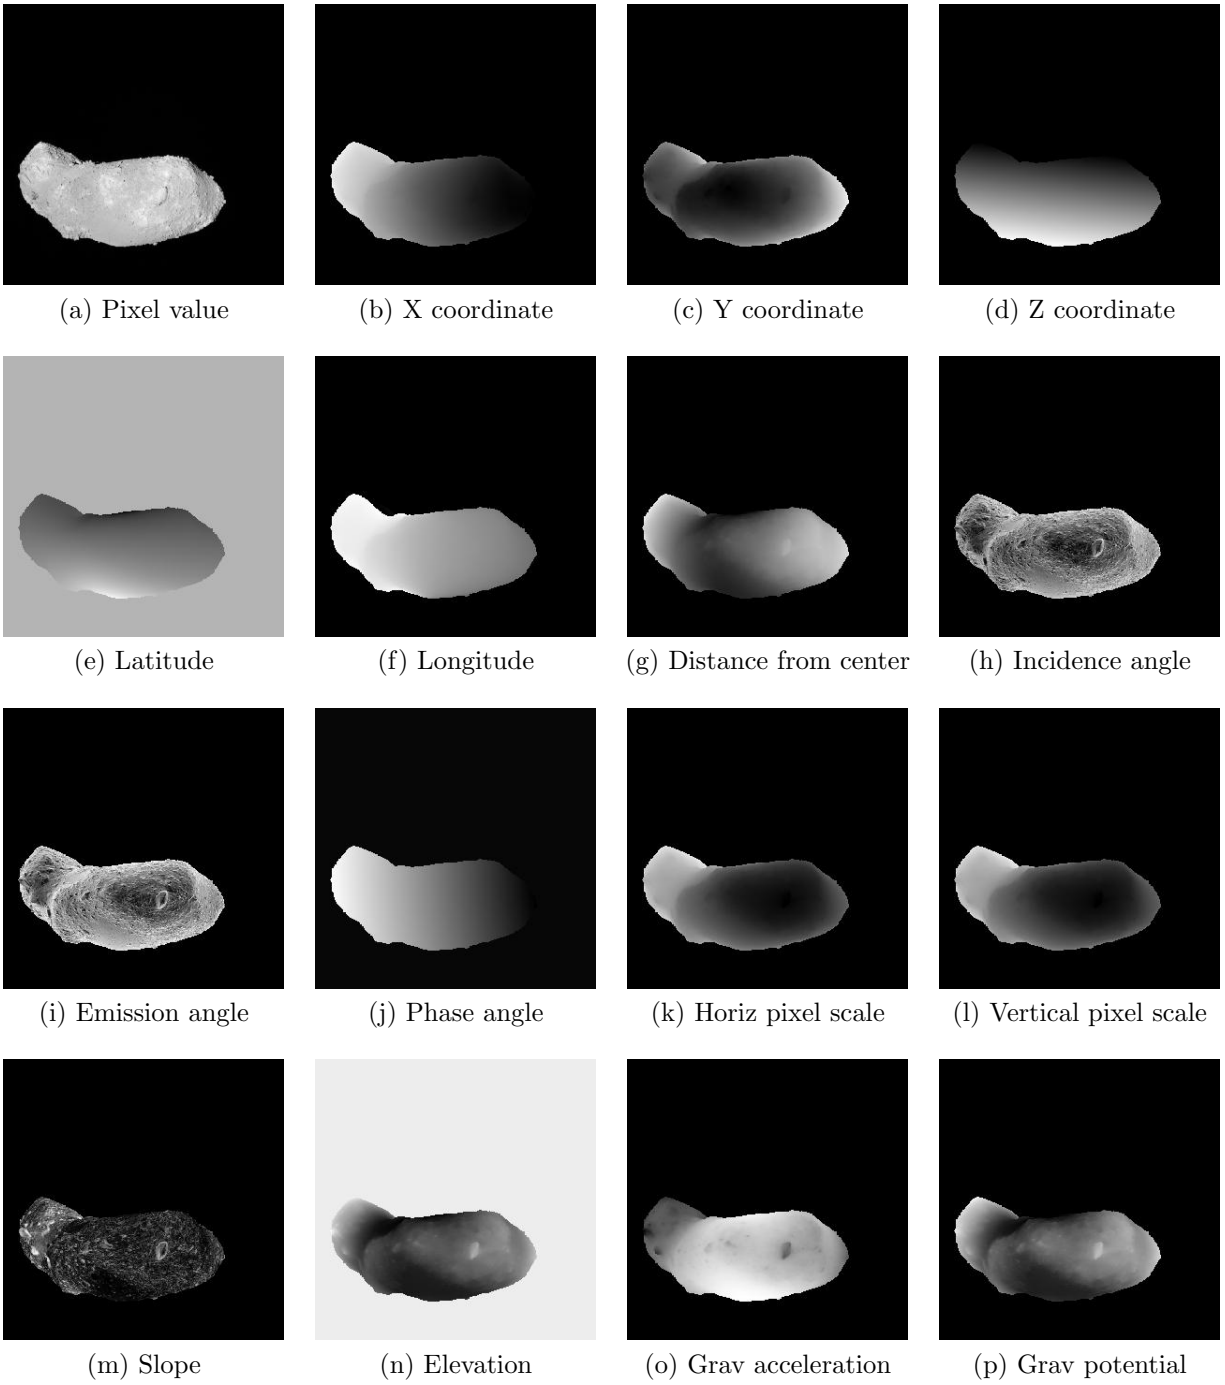 (a) Pixel value
(b) X coordinate
(c) Y coordinate
(d) Z coordinate
(e) Latitude
(f) Longitude
(g) Distance from center
(h) Incidence angle
(i) Emission angle
(j) Phase angle
(k) Horiz pixel scale
(l) Vertical pixel scale
(m) Slope
(n) Elevation
(o) Grav acceleration
(p) Grav potential